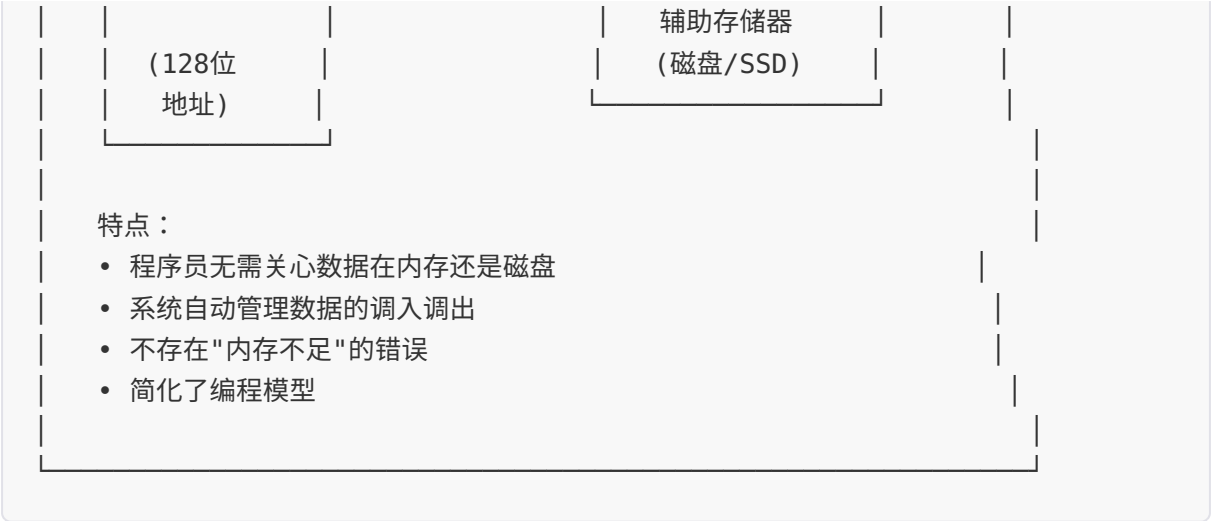 辅助存储器
(128位 (磁盘/SSD)
地址)
特点：
• 程序员无需关心数据在内存还是磁盘
• 系统自动管理数据的调入调出
• 不存在"内存不足"的错误
• 简化了编程模型